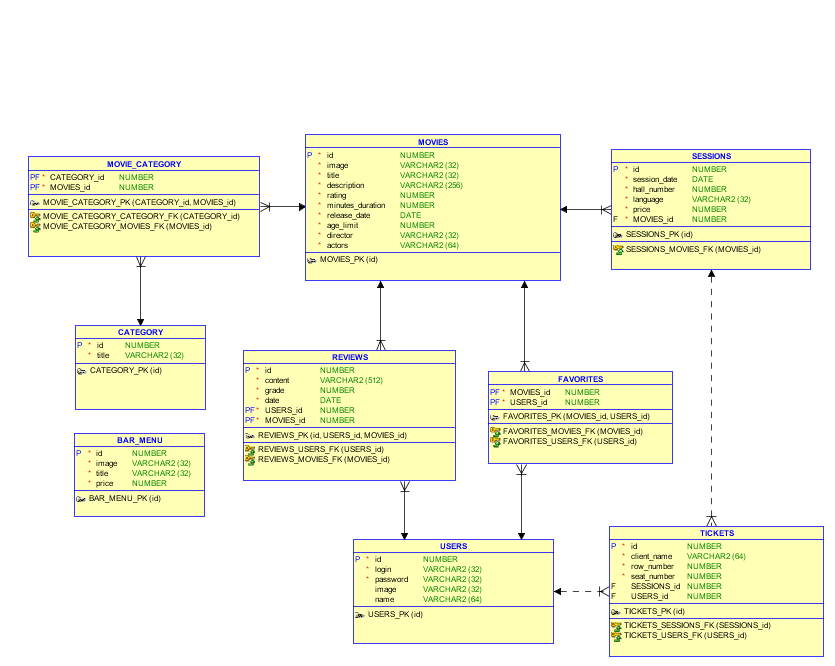 MOVIES
P * id NUMBER
* image VARCHAR2 (32)
* title VARCHAR2 (32)
* description VARCHAR2 (256)
* rating NUMBER
* minutes_duration NUMBER
* release_date DATE
* age_limit NUMBER
* director VARCHAR2 (32)
* actors VARCHAR2 (64)
MOVIES_PK (id)
MOVIE_CATEGORY
PF * CATEGORY_id NUMBER
PF * MOVIES_id NUMBER
MOVIE_CATEGORY_PK (CATEGORY_id, MOVIES_id)
MOVIE_CATEGORY_CATEGORY_FK (CATEGORY_id)
MOVIE_CATEGORY_MOVIES_FK (MOVIES_id)
SESSIONS
P * id NUMBER
* session_date DATE
* hall_number NUMBER
* language VARCHAR2 (32)
* price NUMBER
F * MOVIES_id NUMBER
SESSIONS_PK (id)
SESSIONS_MOVIES_FK (MOVIES_id)
CATEGORY
P * id NUMBER
* title VARCHAR2 (32)
CATEGORY_PK (id)
REVIEWS
P * id NUMBER
* content VARCHAR2 (512)
* grade NUMBER
* date DATE
PF * USERS_id NUMBER
PF * MOVIES_id NUMBER
REVIEWS_PK (id, USERS_id, MOVIES_id)
REVIEWS_USERS_FK (USERS_id)
REVIEWS_MOVIES_FK (MOVIES_id)
FAVORITES
PF * MOVIES_id NUMBER
PF * USERS_id NUMBER
FAVORITES_PK (MOVIES_id, USERS_id)
FAVORITES_MOVIES_FK (MOVIES_id)
FAVORITES_USERS_FK (USERS_id)
BAR_MENU
P * id NUMBER
* image VARCHAR2 (32)
* title VARCHAR2 (32)
* price NUMBER
BAR_MENU_PK (id)
USERS
P * id NUMBER
* login VARCHAR2 (32)
* password VARCHAR2 (32)
image VARCHAR2 (32)
name VARCHAR2 (64)
USERS_PK (id)
TICKETS
P * id NUMBER
* client_name VARCHAR2 (64)
* row_number NUMBER
* seat_number NUMBER
F SESSIONS_id NUMBER
F USERS_id NUMBER
TICKETS_PK (id)
TICKETS_SESSIONS_FK (SESSIONS_id)
TICKETS_USERS_FK (USERS_id)